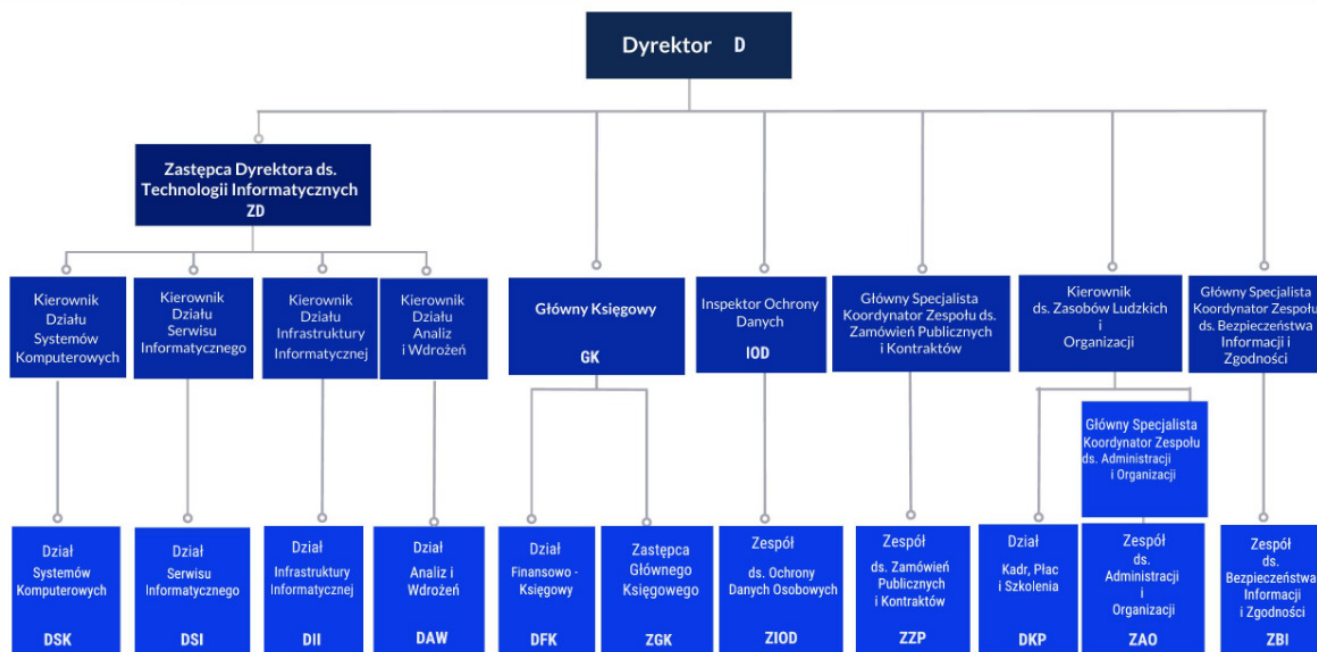 Dyrektor D
Zastępca Dyrektora ds.
Technologii Informatycznych
ZD
Kierownik
Działu
Systemów
Komputerowych
Kierownik
Działu
Serwisu
Informatycznego
Kierownik
Działu
Infrastruktury
Informatycznej
Kierownik
Działu
Analiz
i Wdrożeń
Główny Księgowy
GK
Inspektor Ochrony
Danych
IOD
Główny Specjalista
Koordynator Zespołu ds.
Zamówień Publicznych
i Kontraktów
Kierownik
ds. Zasobów Ludzkich
i
Organizacji
Główny Specjalista
Koordynator Zespołu
ds. Bezpieczeństwa
Informacji i
Zgodności
Główny Specjalista
Koordynator Zespołu
ds. Administracji
i Organizacji
Dział
Systemów
Komputerowych
DSK
Dział
Serwisu
Informatycznego
DSI
Dział
Infrastruktury
Informatycznej
DII
Dział
Analiz i
Wdrożeń
DAW
Dział
Finansowo -
Księgowy
DFK
Zastępca
Głównego
Księgowego
ZGK
Zespół
ds. Ochrony
Danych Osobowych
ZIOD
Zespół
ds. Zamówień
Publicznych
i Kontraktów
ZZP
Dział
Kadr, Płac
i Szkolenia
DKP
Zespół
ds.
Administracji
i
Organizacji
ZAO
Zespół
ds.
Bezpieczeństwa
Informacji
i Zgodności
ZBI